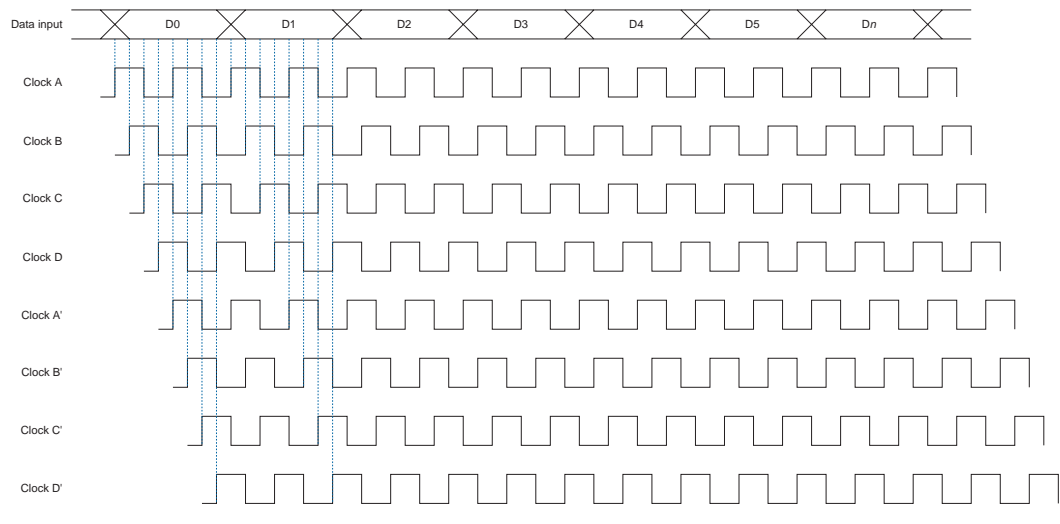 Data input D0 D1 D2 D3 D4 D5 Dn
Clock A
Clock B
Clock C
Clock D
Clock A'
Clock B'
Clock C'
Clock D'